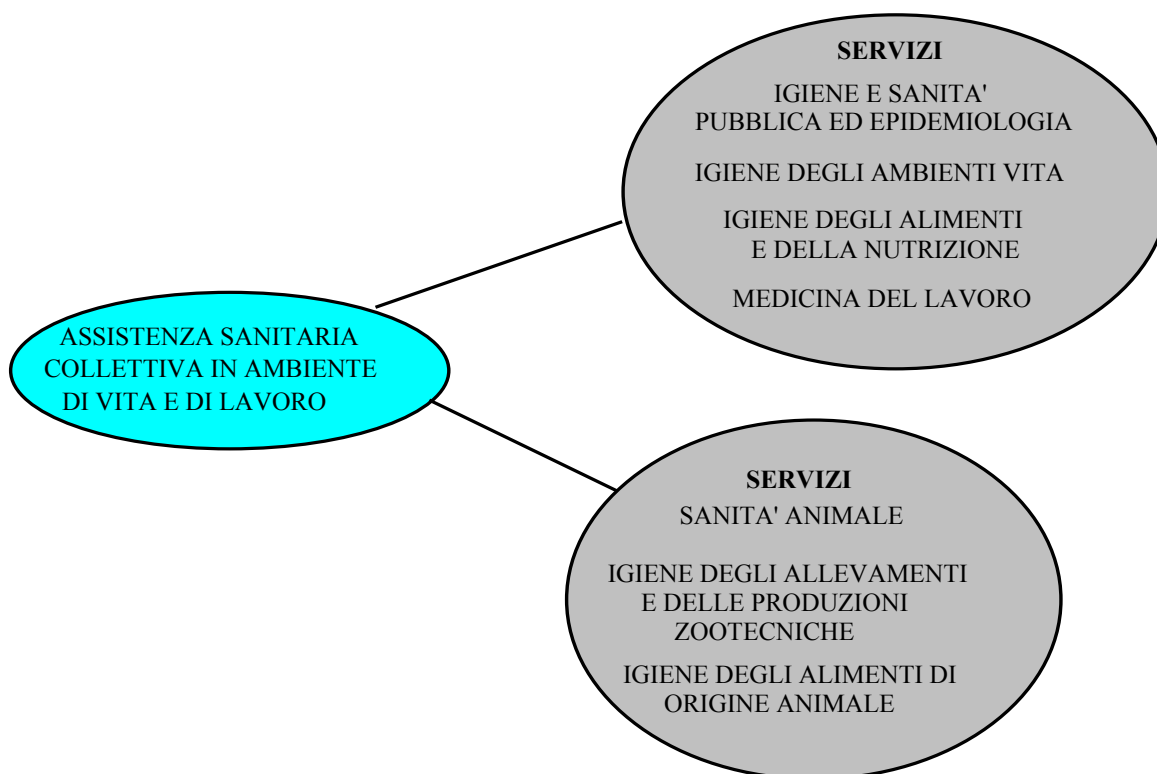 ASSISTENZA SANITARIA
COLLETTIVA IN AMBIENTE
DI VITA E DI LAVORO
SERVIZI
IGIENE E SANITA'
PUBBLICA ED EPIDEMIOLOGIA
IGIENE DEGLI AMBIENTI VITA
IGIENE DEGLI ALIMENTI
E DELLA NUTRIZIONE
MEDICINA DEL LAVORO
SERVIZI
SANITA' ANIMALE
IGIENE DEGLI ALLEVAMENTI
E DELLE PRODUZIONI
ZOOTECNICHE
IGIENE DEGLI ALIMENTI DI
ORIGINE ANIMALE